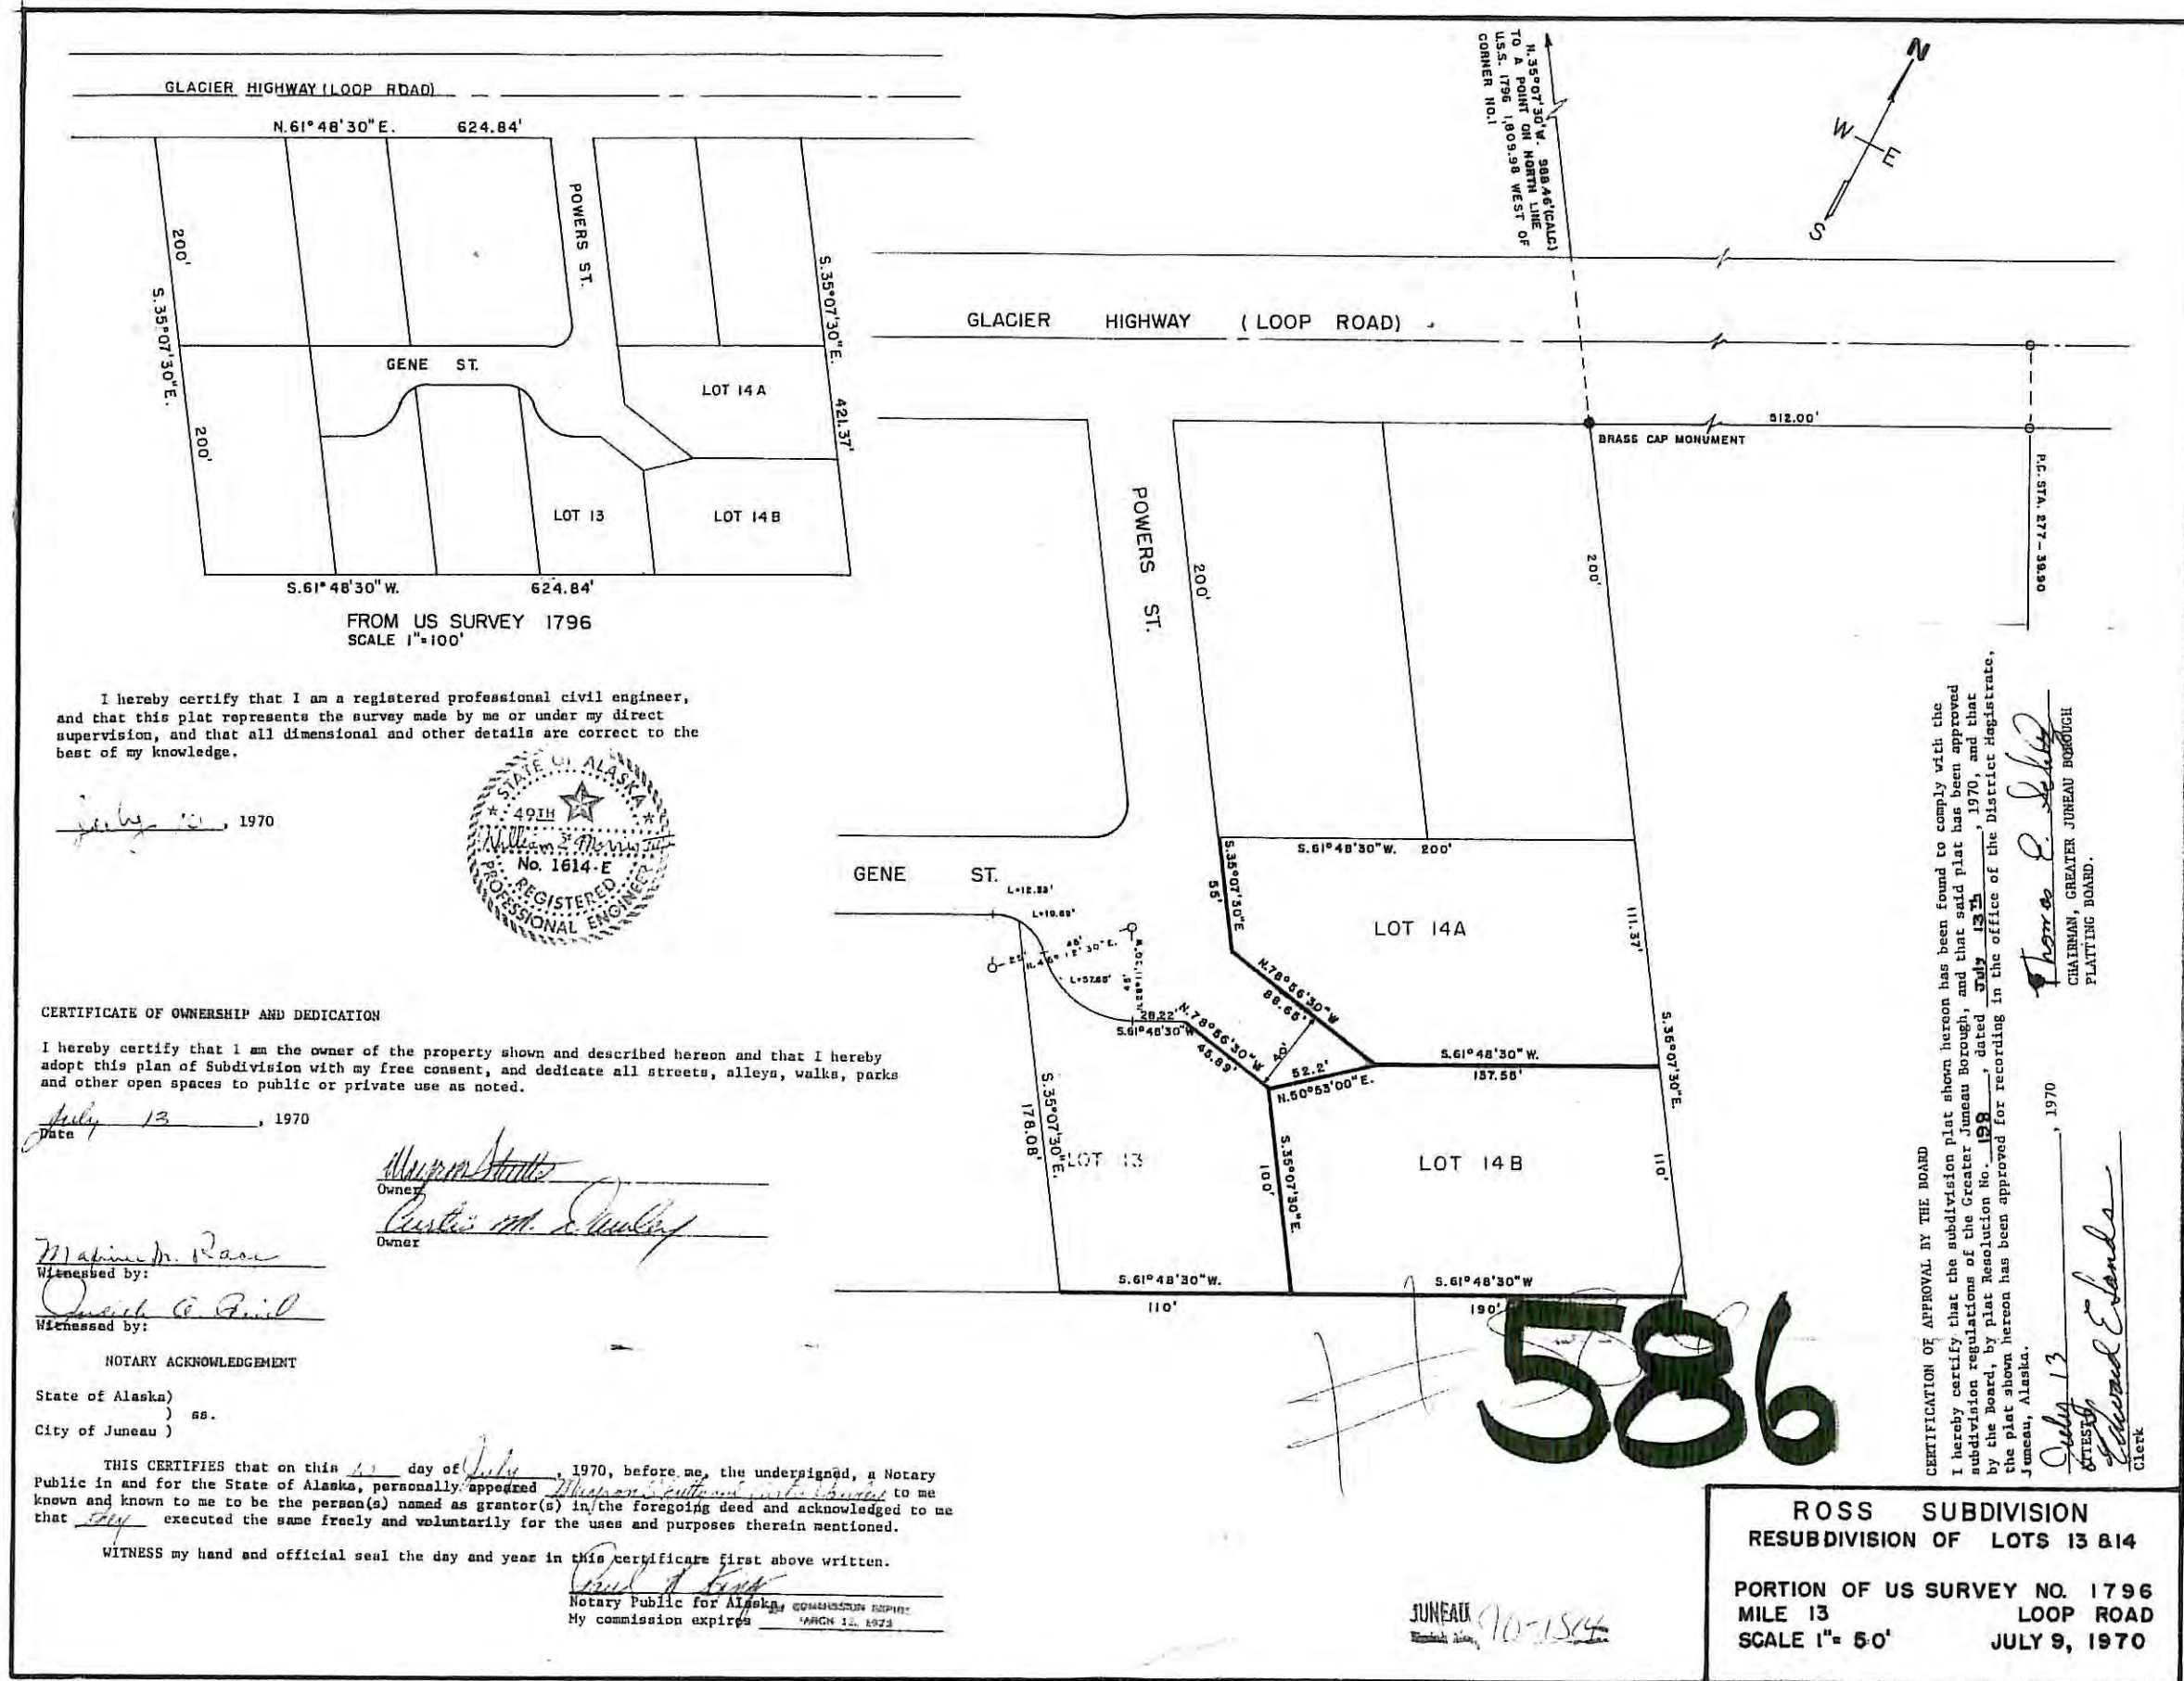 GLACIER HIGHWAY (LOOP ROAD)
N.61°48'30"E. 624.84'
200'
S.35°07'30"E.
200'
POWERS ST.
S.35°07'30"E. 421.37'
GENE ST.
LOT 14A
LOT 13
LOT 14B
S.61°48'30"W. 624.84'
FROM US SURVEY 1796
SCALE 1"=100'
N.35°07'30"W. 988.46'(CALC)
TO A POINT ON NORTH LINE
U.S.S. 1796 1,809.98 WEST OF
CORNER NO.1
N
W
E
S
GLACIER HIGHWAY (LOOP ROAD)
512.00'
BRASS CAP MONUMENT
P.C. STA. 27-39.90
POWERS ST.
200'
200'
S.61°48'30"W. 200'
GENE ST.
L=12.33'
L=19.69'
25'
45'
N.46°12'30"E.
L=57.65'
45'
28.22'
S.61°48'30"W
N.78°56'30"W
45.89'
S.35°07'30"E
55'
N.78°56'30"W
88.65'
40'
52.2'
N.50°53'00"E.
LOT 14A
111.37'
S.61°48'30"W.
137.56'
S.35°07'30"E.
S.35°07'30"E.
178.08'
LOT 13
100'
S.35°07'30"E.
LOT 14B
110'
S.61°48'30"W.
110'
S.61°48'30"W
190'
586
I hereby certify that I am a registered professional civil engineer,
and that this plat represents the survey made by me or under my direct
supervision, and that all dimensional and other details are correct to the
best of my knowledge.
July , 1970
STATE OF ALASKA
49TH
No. 1614-E
REGISTERED
PROFESSIONAL ENGINEER
CERTIFICATE OF OWNERSHIP AND DEDICATION
I hereby certify that I am the owner of the property shown and described hereon and that I hereby
adopt this plan of Subdivision with my free consent, and dedicate all streets, alleys, walks, parks
and other open spaces to public or private use as noted.
July 13, 1970
Date
Owner
Curtis M.
Owner
Witnessed by:
Witnessed by:
NOTARY ACKNOWLEDGEMENT
State of Alaska)
) ss.
City of Juneau )
THIS CERTIFIES that on this day of July, 1970, before me, the undersigned, a Notary
Public in and for the State of Alaska, personally appeared to me
known and known to me to be the person(s) named as grantor(s) in the foregoing deed and acknowledged to me
that they executed the same freely and voluntarily for the uses and purposes therein mentioned.
WITNESS my hand and official seal the day and year in this certificate first above written.
Notary Public for Alaska
My commission expires
CERTIFICATION OF APPROVAL BY THE BOARD
I hereby certify that the subdivision plat shown hereon has been found to comply with the
subdivision regulations of the Greater Juneau Borough, and that said plat has been approved
by the Board, by plat Resolution No. 198, dated July 13th, 1970, and that
the plat shown hereon has been approved for recording in the office of the District Magistrate,
Juneau, Alaska.
Thomas E.
CHAIRMAN, GREATER JUNEAU BOROUGH
PLATTING BOARD.
July 13, 1970
ATTEST
Edward E Sands
Clerk
JUNEAU
ROSS SUBDIVISION
RESUBDIVISION OF LOTS 13 & 14
PORTION OF US SURVEY NO. 1796
MILE 13 LOOP ROAD
SCALE 1"= 50' JULY 9, 1970